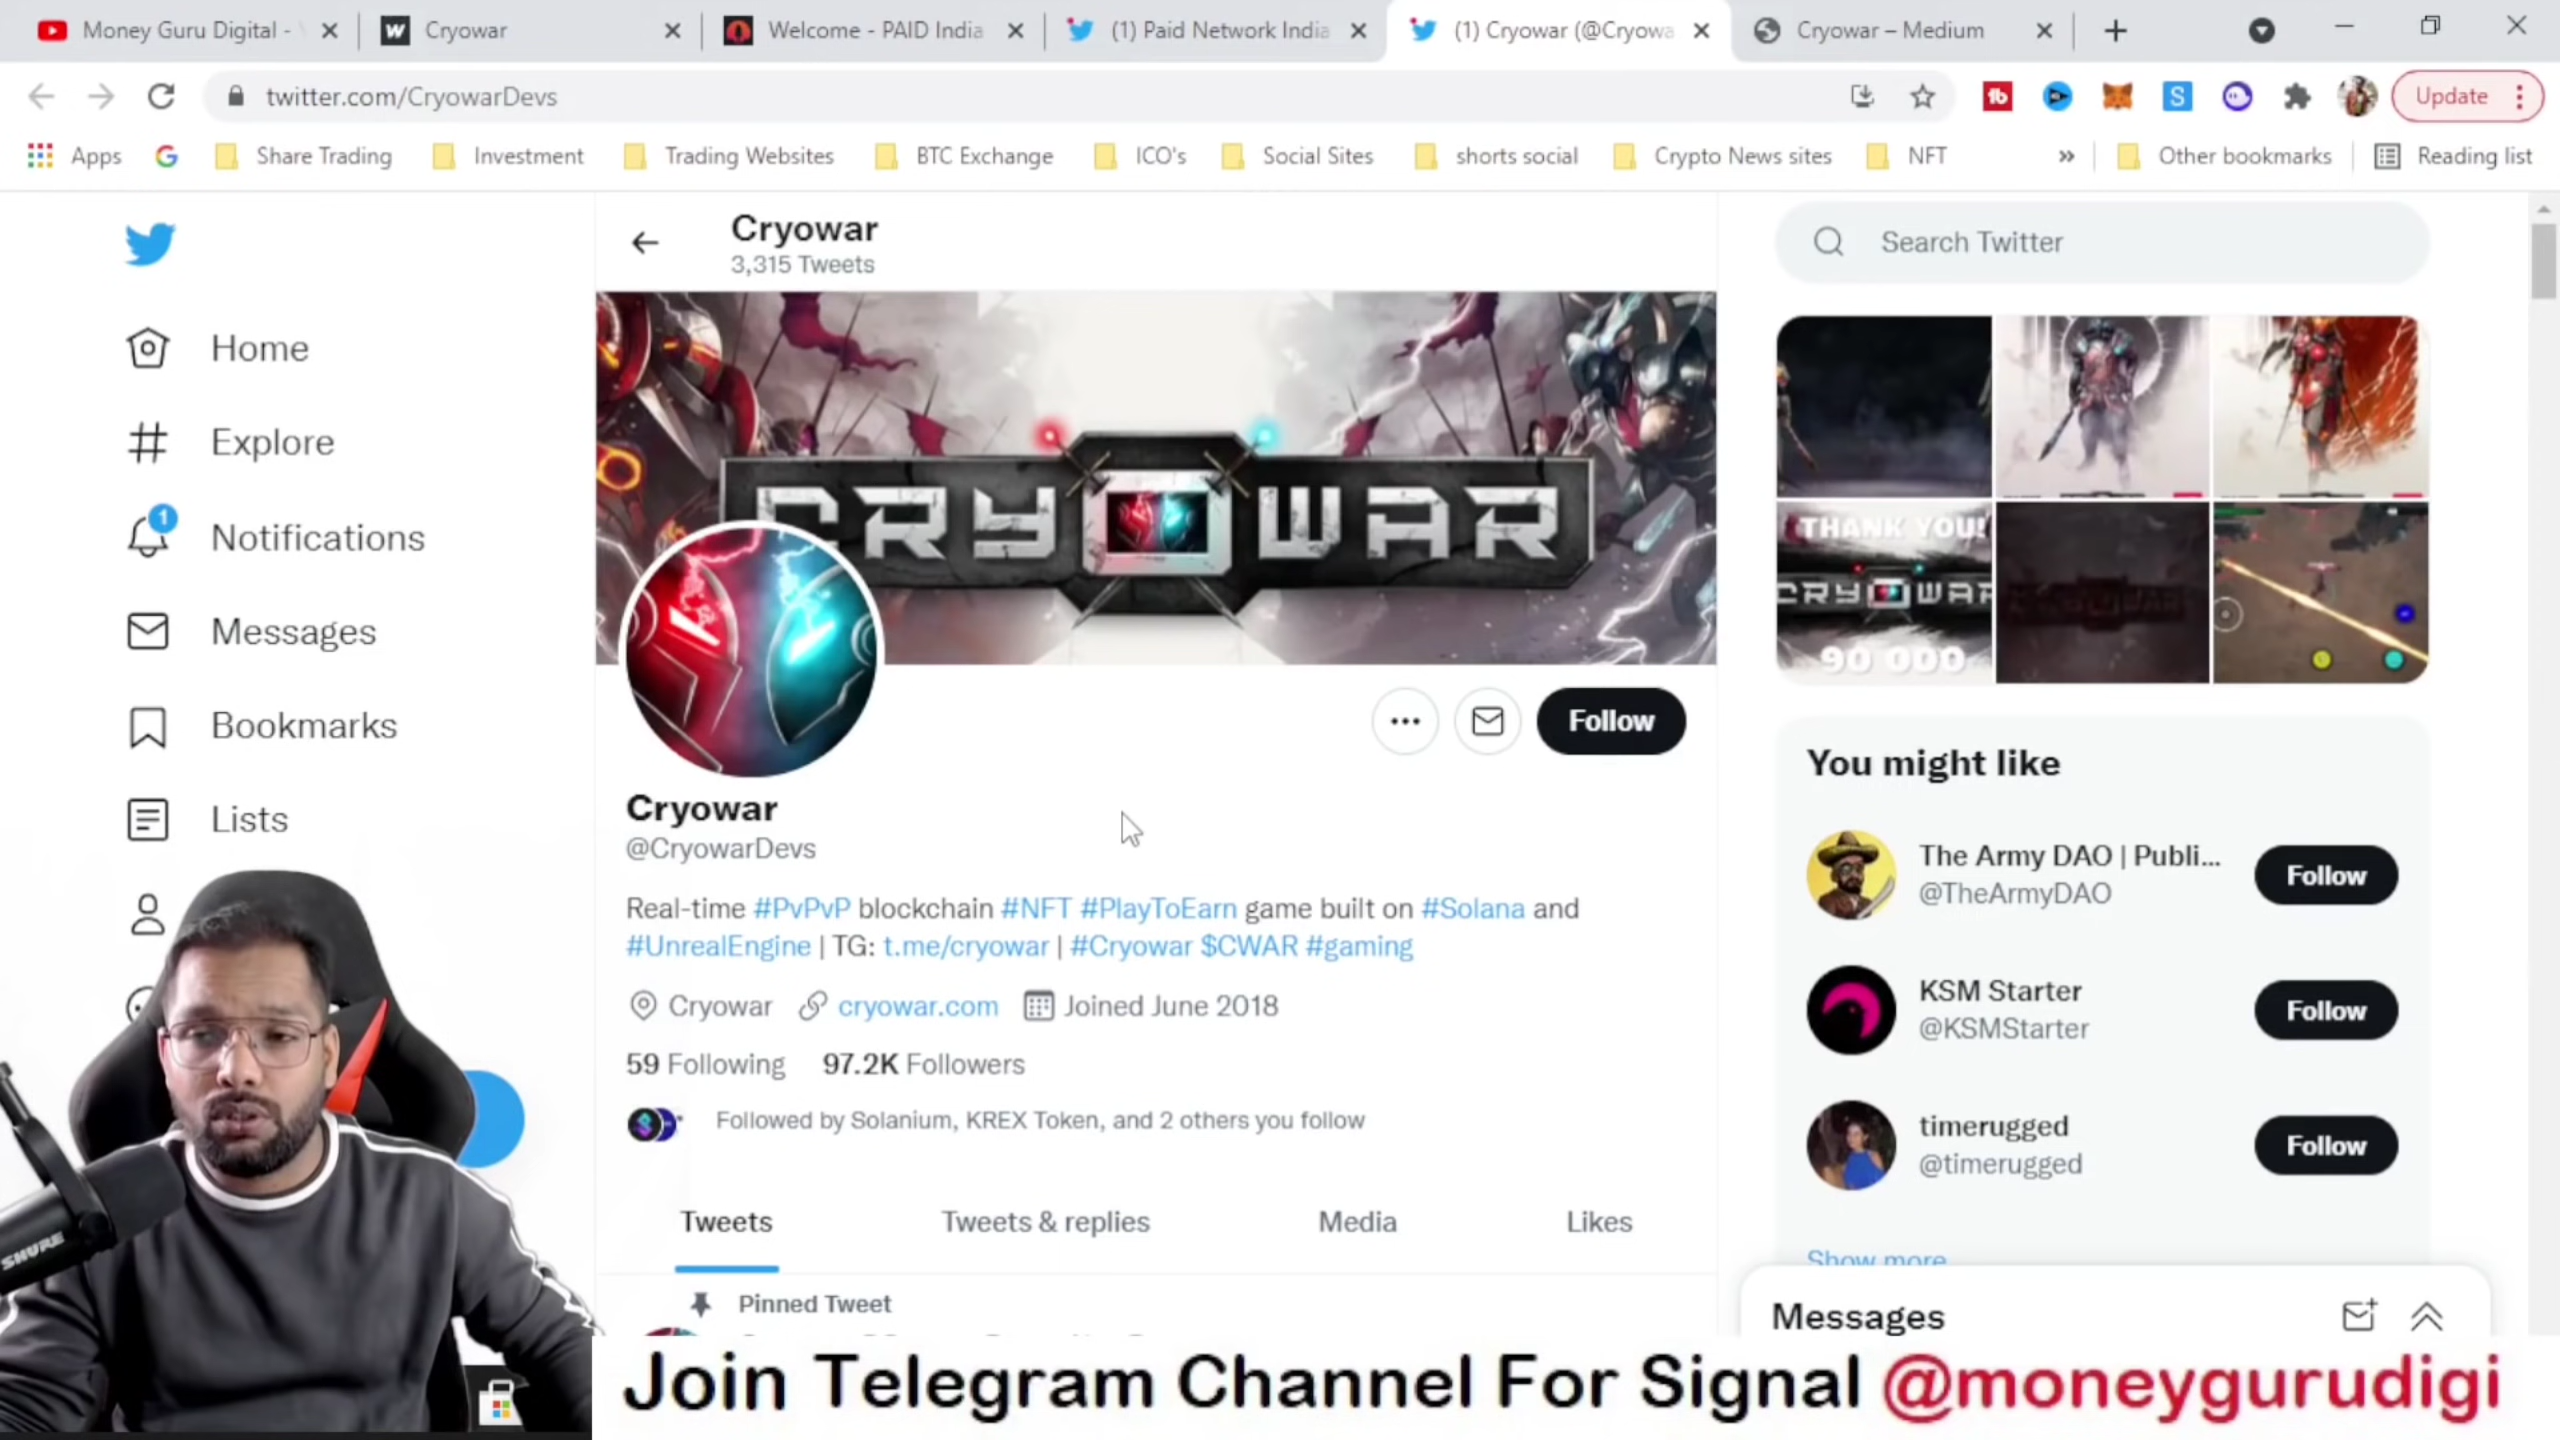 Money Guru Digital -
Cryowar
Welcome - PAID India
(1) Paid Network India
(1) Cryowar (@Cryowa
Cryowar – Medium
twitter.com/CryowarDevs
Update
Apps
Share Trading
Investment
Trading Websites
BTC Exchange
ICO's
Social Sites
shorts social
Crypto News sites
NFT
Other bookmarks
Reading list
Home
Explore
1
Notifications
Messages
Bookmarks
Lists
Cryowar
3,315 Tweets
CRYOWAR
Follow
Cryowar
@CryowarDevs
Real-time #PvPvP blockchain #NFT #PlayToEarn game built on #Solana and
#UnrealEngine | TG: t.me/cryowar | #Cryowar $CWAR #gaming
Cryowar cryowar.com Joined June 2018
59 Following 97.2K Followers
Followed by Solanium, KREX Token, and 2 others you follow
Tweets
Tweets & replies
Media
Likes
Pinned Tweet
Search Twitter
THANK YOU!
CRYOWAR
90 000
You might like
The Army DAO | Publi...
@TheArmyDAO
Follow
KSM Starter
@KSMStarter
Follow
timerugged
@timerugged
Follow
Show more
Messages
SHURE
Join Telegram Channel For Signal @moneygurudigi